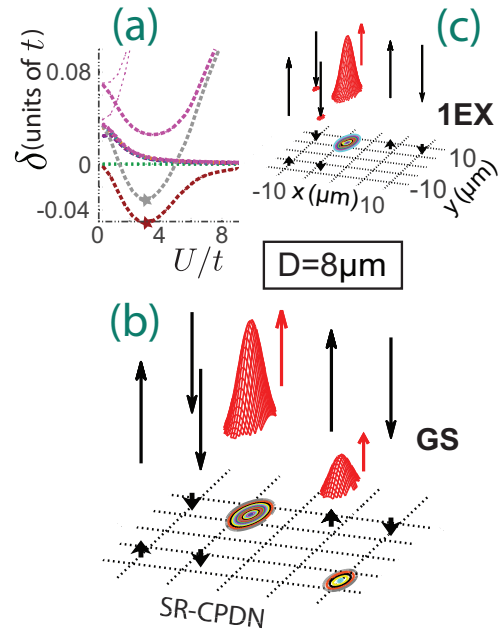 (a)
δ(units of t)
0.08
0
-0.04
0
4
8
U/t
(c)
1EX
-10
x(µm)
10
-10
y(µm)
10
D=8µm
(b)
GS
SR-CPDN